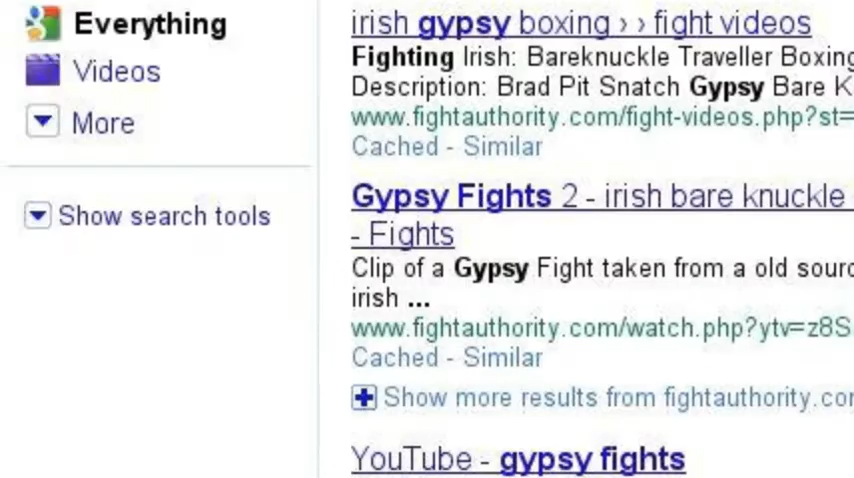 Everything
Videos
More
Show search tools
irish gypsy boxing › › fight videos
Fighting Irish: Bareknuckle Traveller Boxing
Description: Brad Pit Snatch Gypsy Bare K
www.fightauthority.com/fight-videos.php?st=
Cached - Similar
Gypsy Fights 2 - irish bare knuckle
- Fights
Clip of a Gypsy Fight taken from a old sourc
irish ...
www.fightauthority.com/watch.php?ytv=z8S
Cached - Similar
Show more results from fightauthority.co
YouTube - gypsy fights